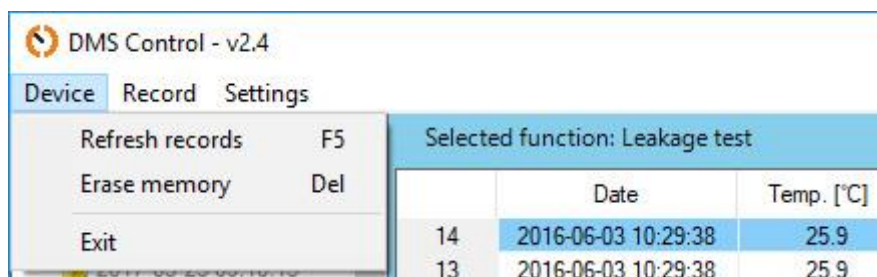 DMS Control - v2.4
Device Record Settings
Refresh records F5
Erase memory Del
Exit
Selected function: Leakage test
Date Temp. [°C]
14 2016-06-03 10:29:38 25.9
13 2016-06-03 10:29:38 25.9